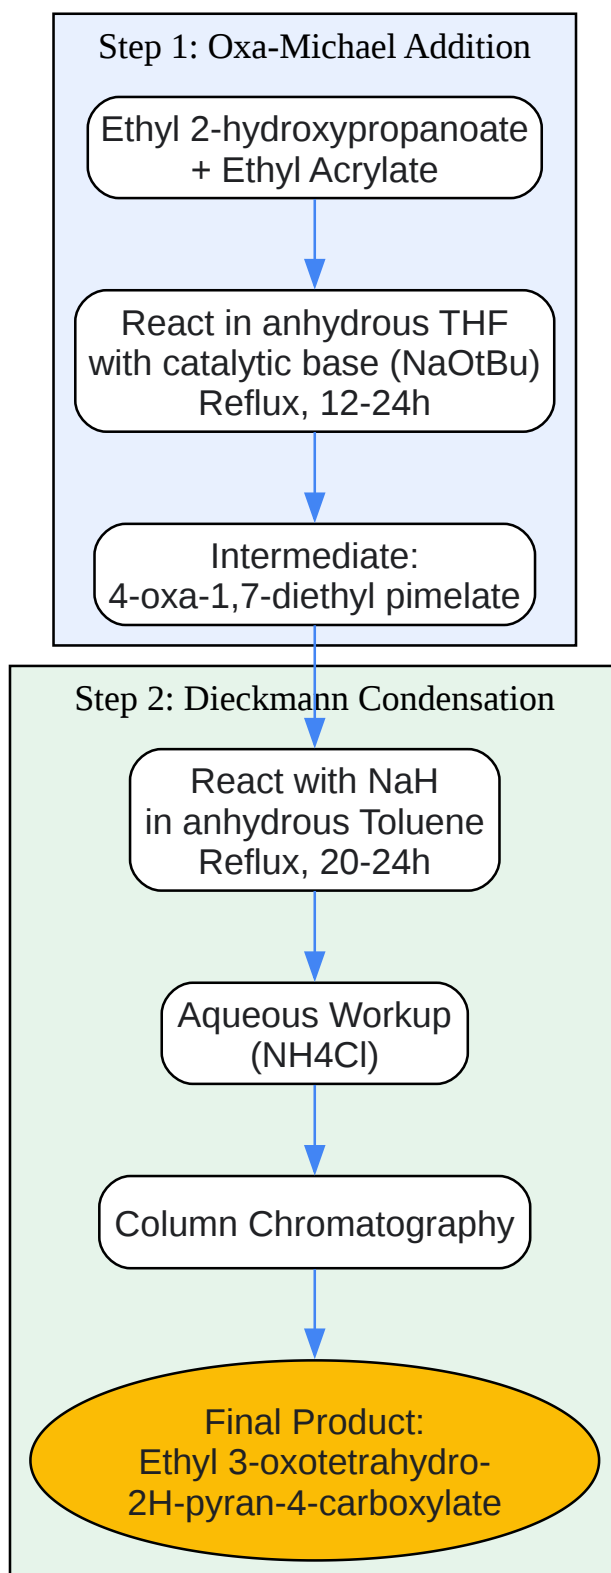 Step 1: Oxa-Michael Addition
Ethyl 2-hydroxypropanoate
+ Ethyl Acrylate
React in anhydrous THF
with catalytic base (NaOtBu)
Reflux, 12-24h
Intermediate:
4-oxa-1,7-diethyl pimelate
Step 2: Dieckmann Condensation
React with NaH
in anhydrous Toluene
Reflux, 20-24h
Aqueous Workup
(NH4Cl)
Column Chromatography
Final Product:
Ethyl 3-oxotetrahydro-
2H-pyran-4-carboxylate